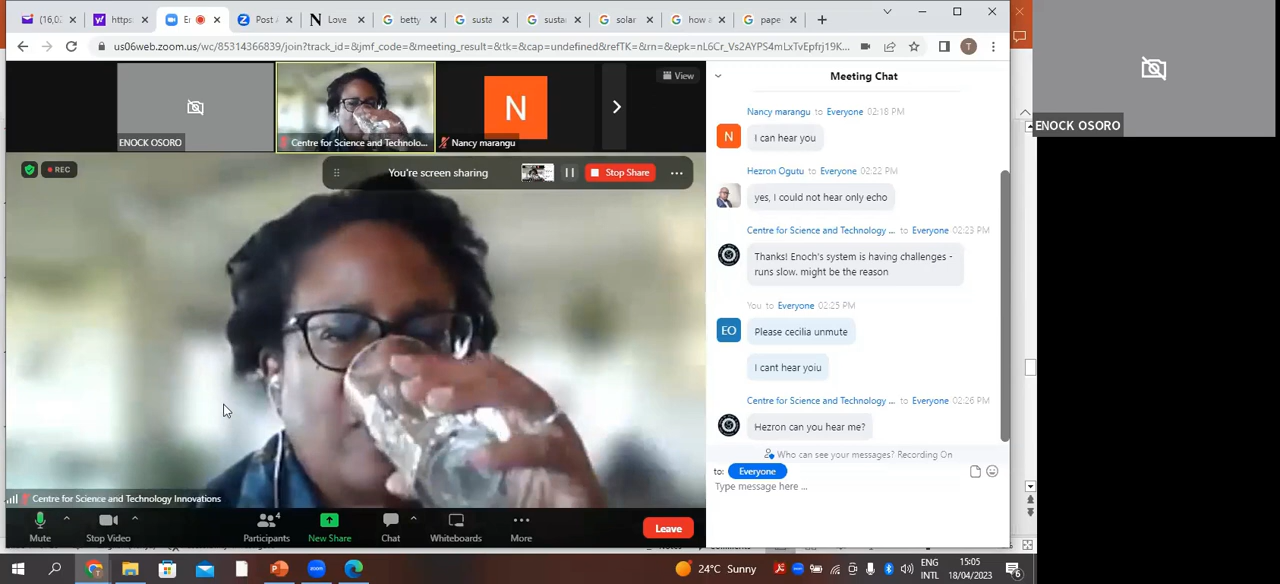 (16,0
https:
Er
Post A
Love
betty
susta
sustai
solar
how a
pape
us06web.zoom.us/wc/85314366839/join?track_id=&jmf_code=&meeting_result=&tk=&cap=undefined&refTK=&rn=&epk=nL6Cr_Vs2AYPS4mLxTvEpfrj19K...
T
View
N
ENOCK OSORO
Centre for Science and Technolo...
Nancy marangu
REC
You're screen sharing
Stop Share
Centre for Science and Technology Innovations
Mute
Stop Video
4
Participants
New Share
Chat
Whiteboards
More
Leave
Meeting Chat
Nancy marangu to Everyone 02:18 PM
N
I can hear you
Hezron Ogutu to Everyone 02:22 PM
yes, I could not hear only echo
Centre for Science and Technology ... to Everyone 02:23 PM
Thanks! Enoch's system is having challenges -
runs slow. might be the reason
You to Everyone 02:25 PM
EO
Please cecilia unmute
I cant hear yoiu
Centre for Science and Technology ... to Everyone 02:26 PM
Hezron can you hear me?
Who can see your messages? Recording On
to: Everyone
Type message here ...
ENOCK OSORO
zoom
24°C Sunny
ENG
INTL
15:05
18/04/2023
6